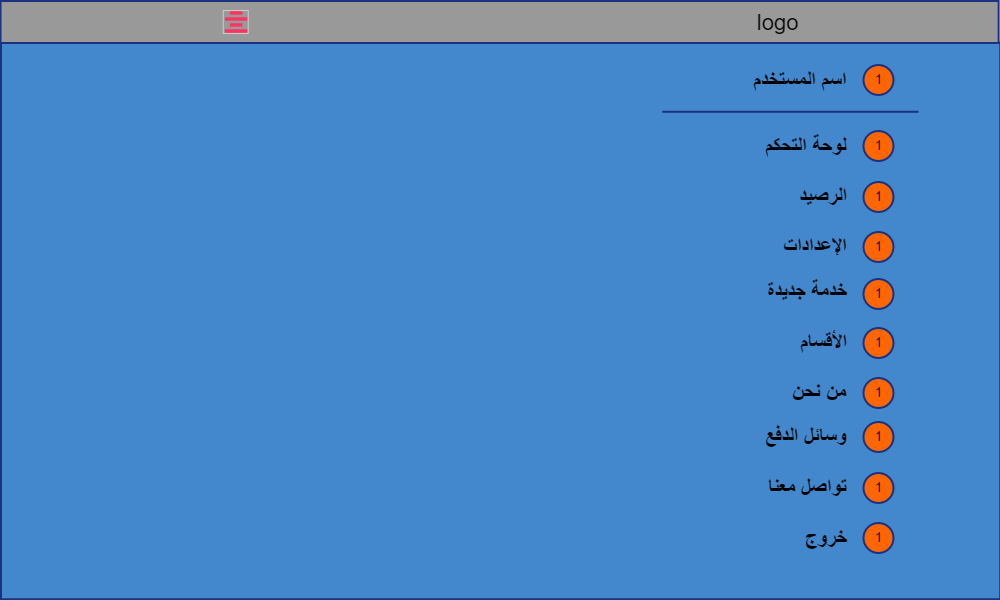 logo
1 اسم المستخدم
1 لوحة التحكم
1 الرصيد
1 الإعدادات
1 خدمة جديدة
1 الأقسام
1 من نحن
1 وسائل الدفع
1 تواصل معنا
1 خروج